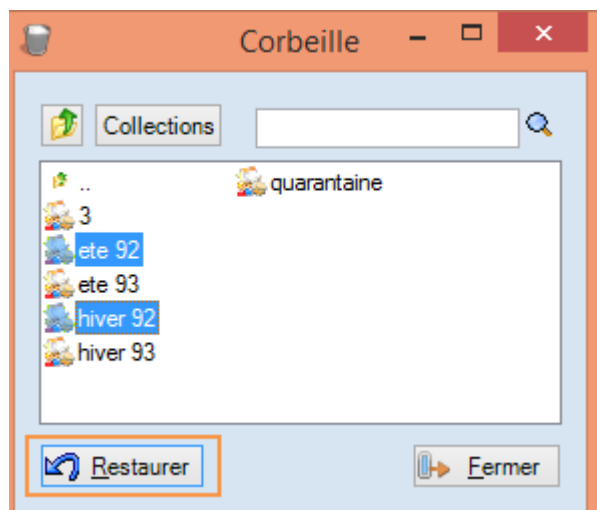 Corbeille
Collections
..
quarantaine
3
ete 92
ete 93
hiver 92
hiver 93
Restaurer
Fermer